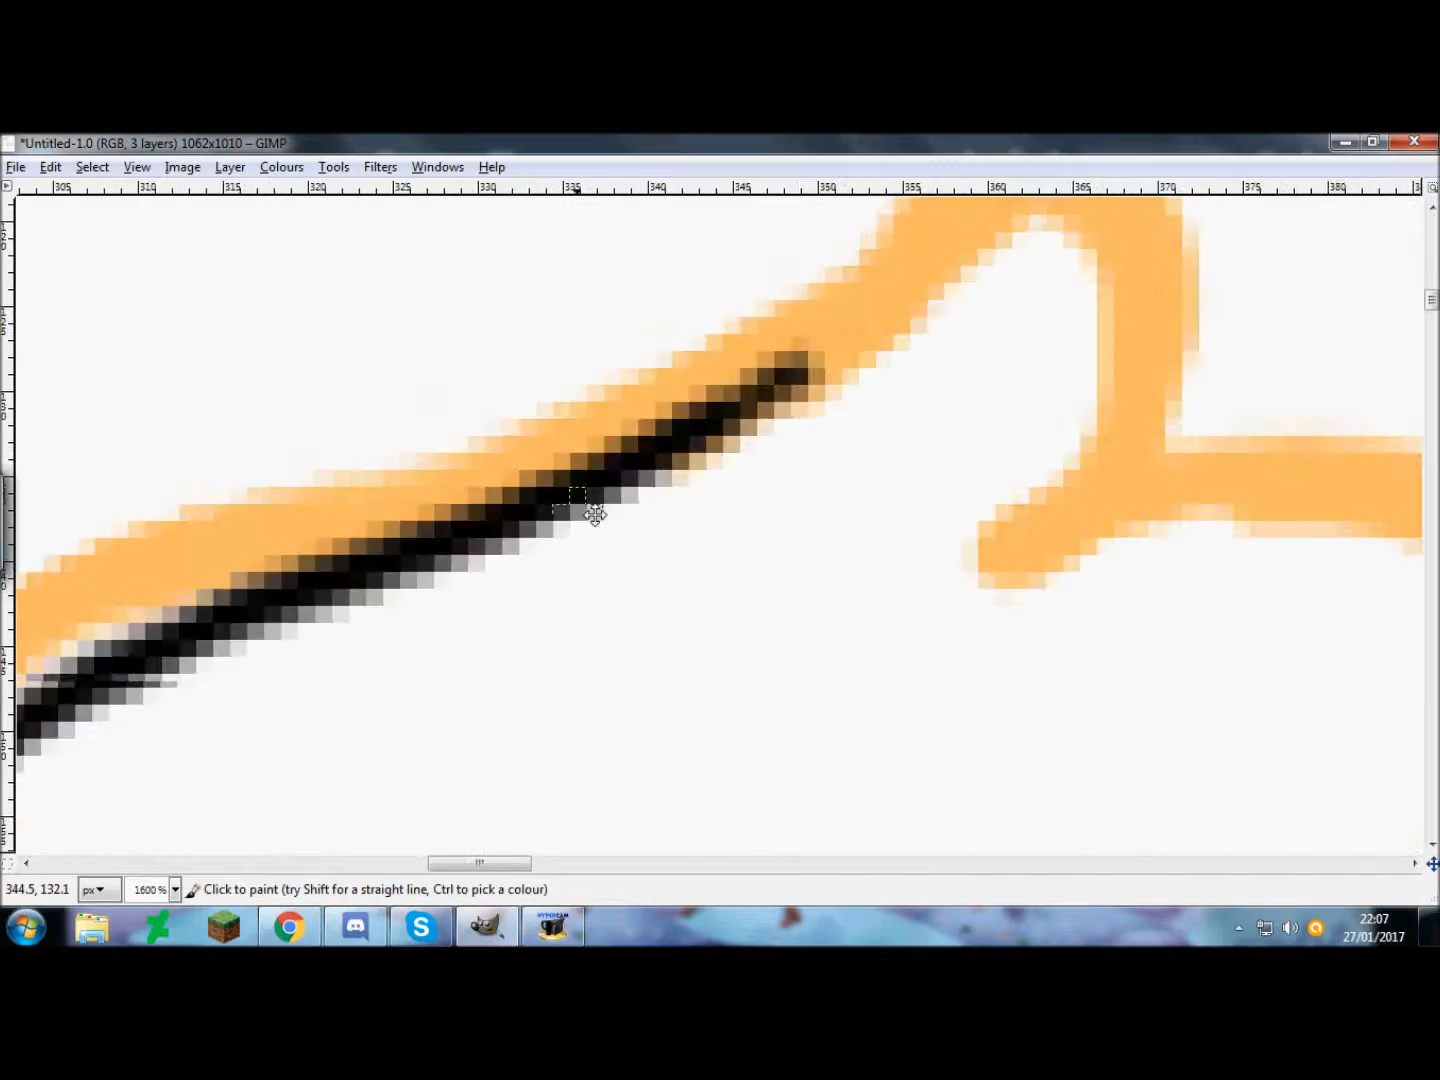 *Untitled-1.0 (RGB, 3 layers) 1062x1010 – GIMP
File Edit Select View Image Layer Colours Tools Filters Windows Help
305 310 315 320 325 330 335 340 345 350 355 360 365 370 375 380
344.5, 132.1 px 1600 % Click to paint (try Shift for a straight line, Ctrl to pick a colour)
HYPERCAM
22:07
27/01/2017